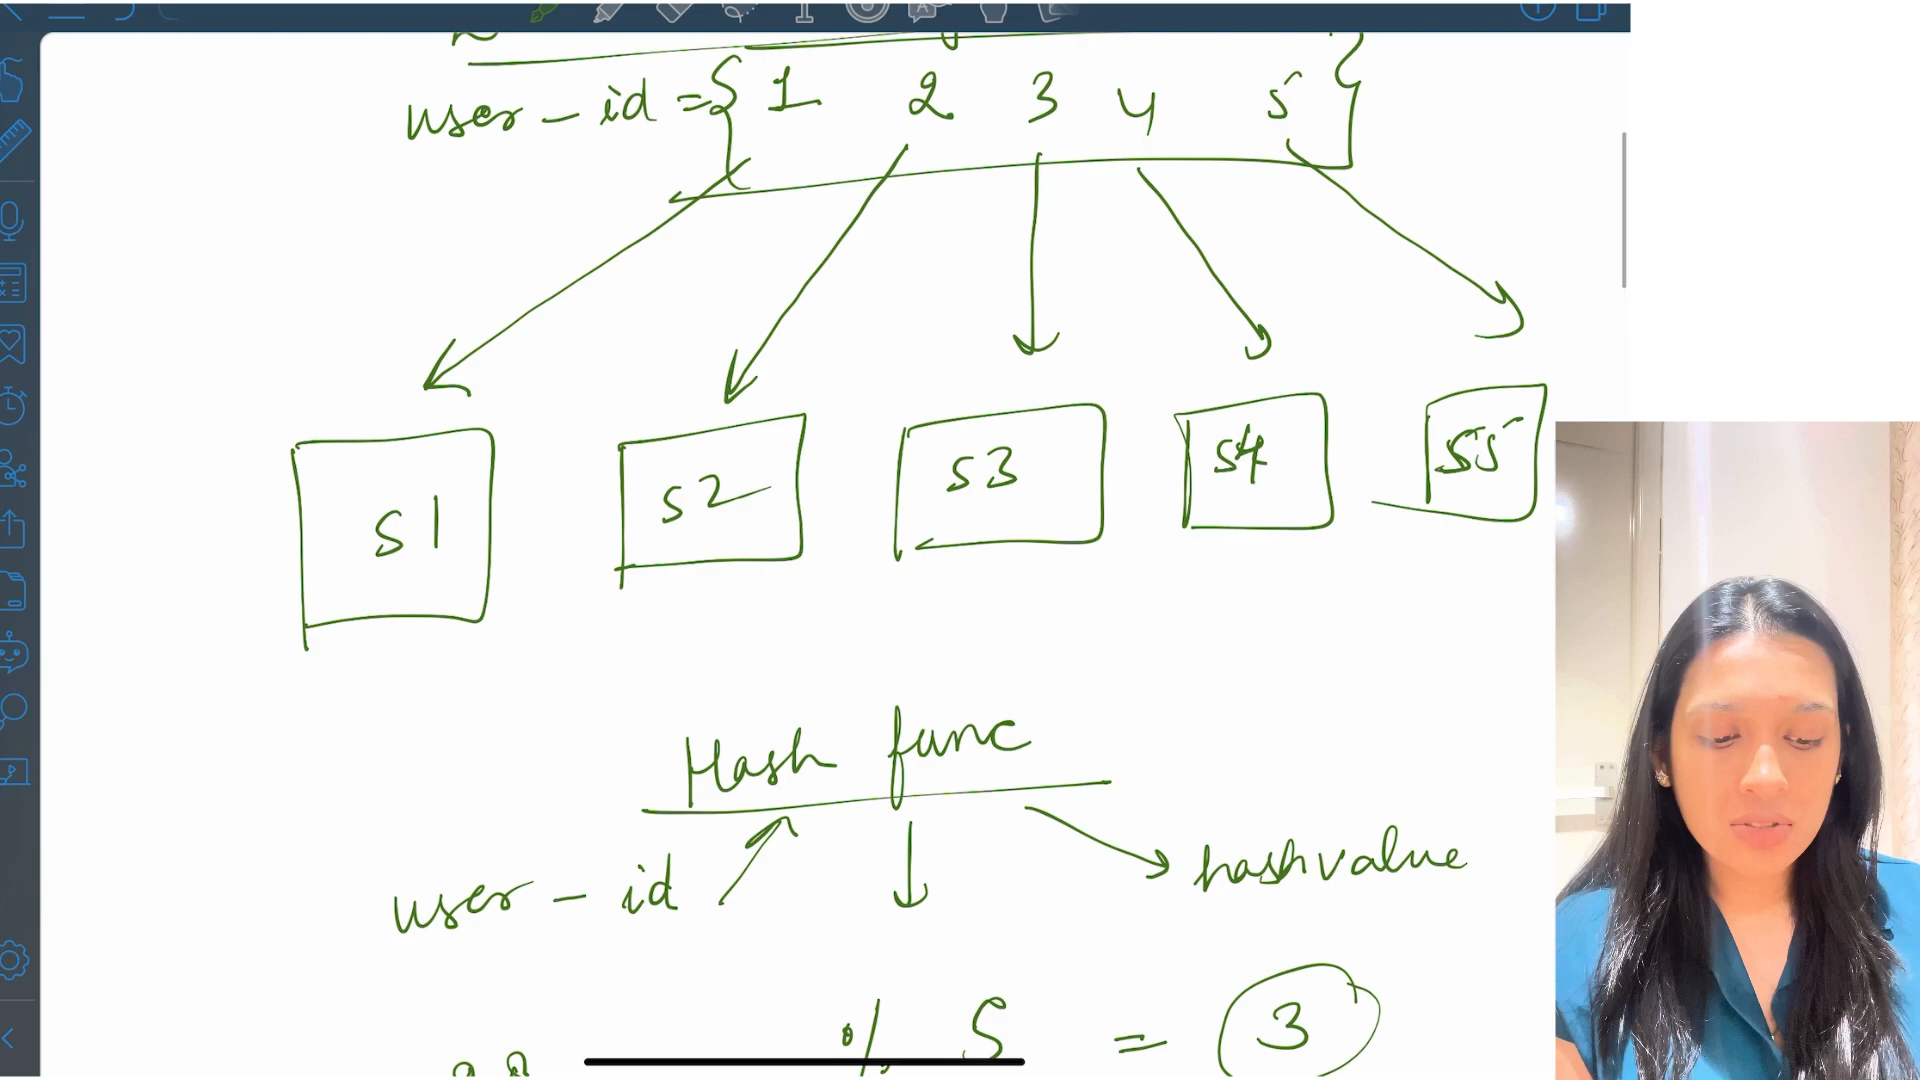 user - id = { 1 2 3 4 5 }
S1 S2 S3 S4 S5
Hash func
user - id hashvalue
% 5 = 3